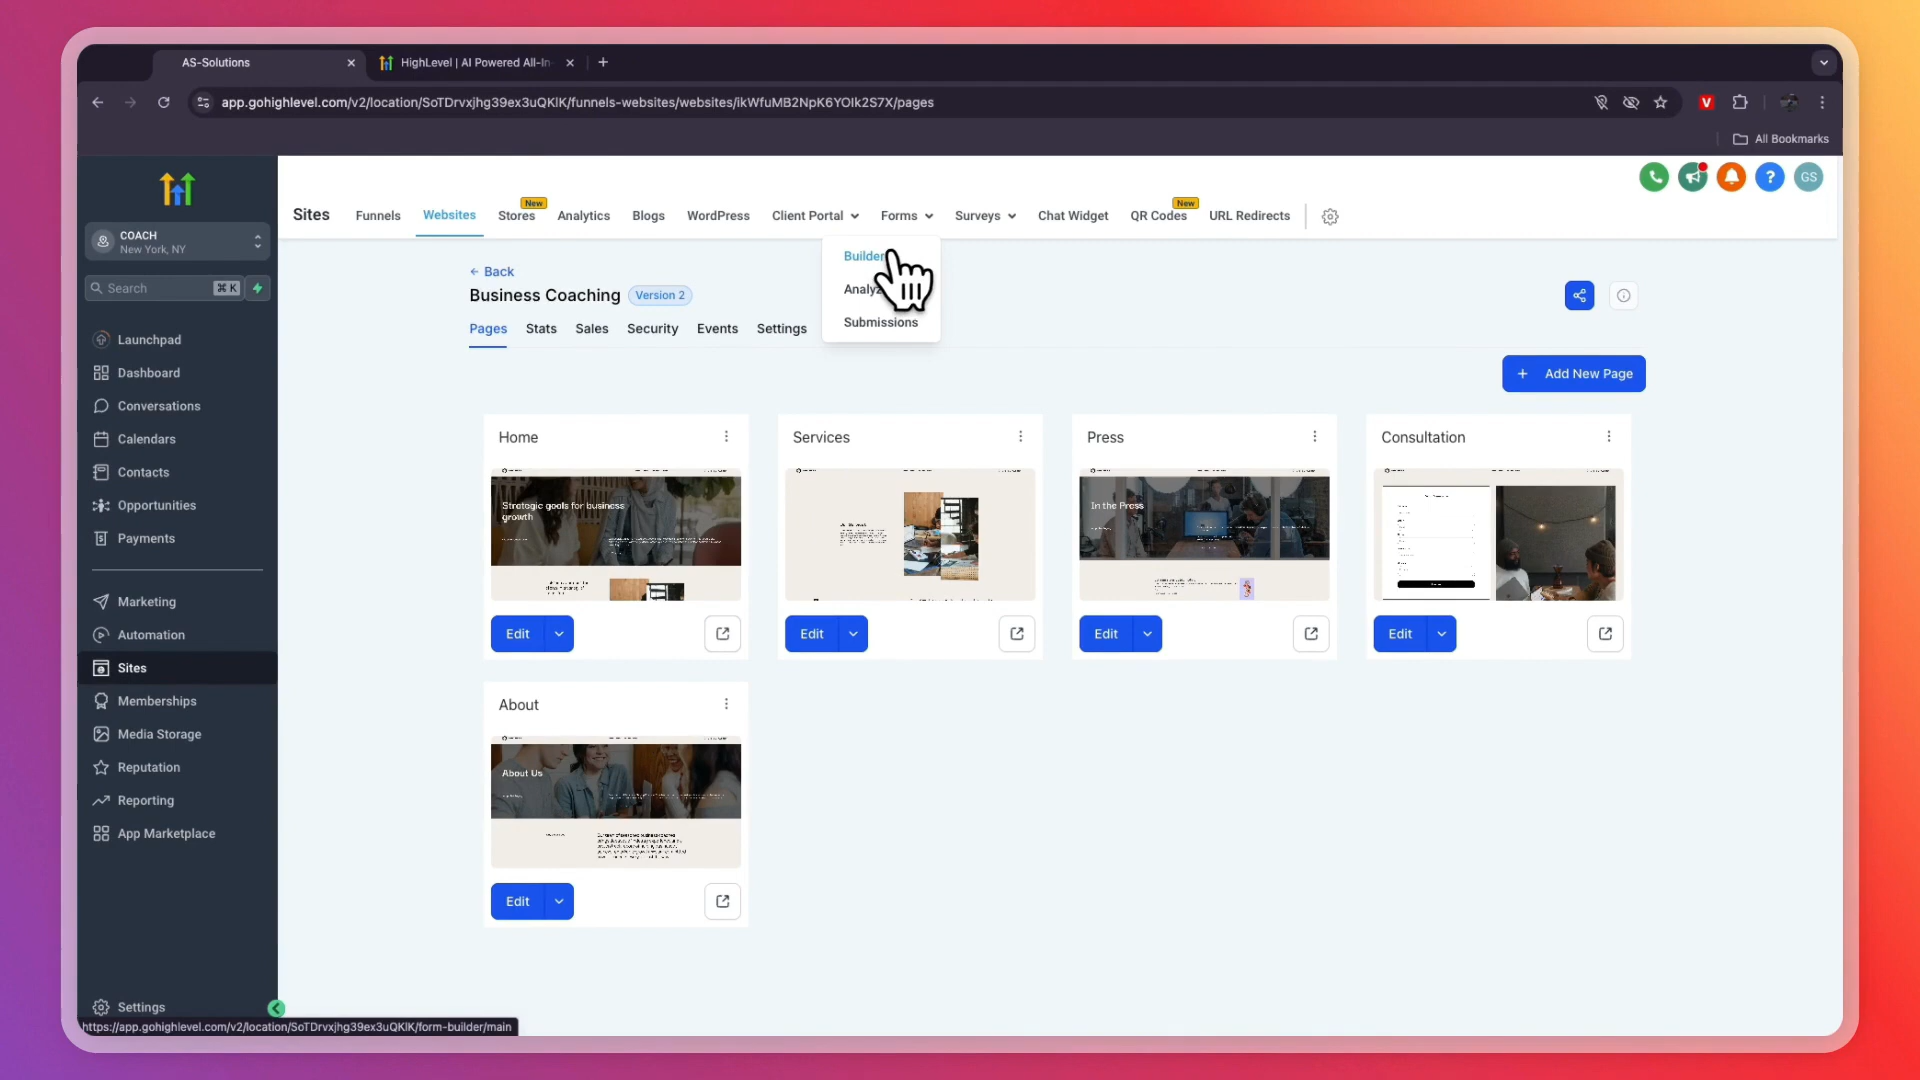 AS-Solutions
HighLevel | AI Powered All-In-
app.gohighlevel.com/v2/location/SoTDrvxjhg39ex3uQKlK/funnels-websites/websites/ikWfuMB2NpK6YOIk2S7X/pages
All Bookmarks
COACH
New York, NY
Search ⌘ K
Launchpad
Dashboard
Conversations
Calendars
Contacts
Opportunities
Payments
Marketing
Automation
Sites
Memberships
Media Storage
Reputation
Reporting
App Marketplace
Settings
https://app.gohighlevel.com/v2/location/SoTDrvxjhg39ex3uQKlK/form-builder/main
GS
New New
Sites Funnels Websites Stores Analytics Blogs WordPress Client Portal Forms Surveys Chat Widget QR Codes URL Redirects
Builder
Submissions
Back
Business Coaching Version 2
Pages Stats Sales Security Events Settings
+ Add New Page
Home Services Press Consultation
Strategic goals for business
growth
In the Press
Edit Edit Edit Edit
About
About Us
Edit